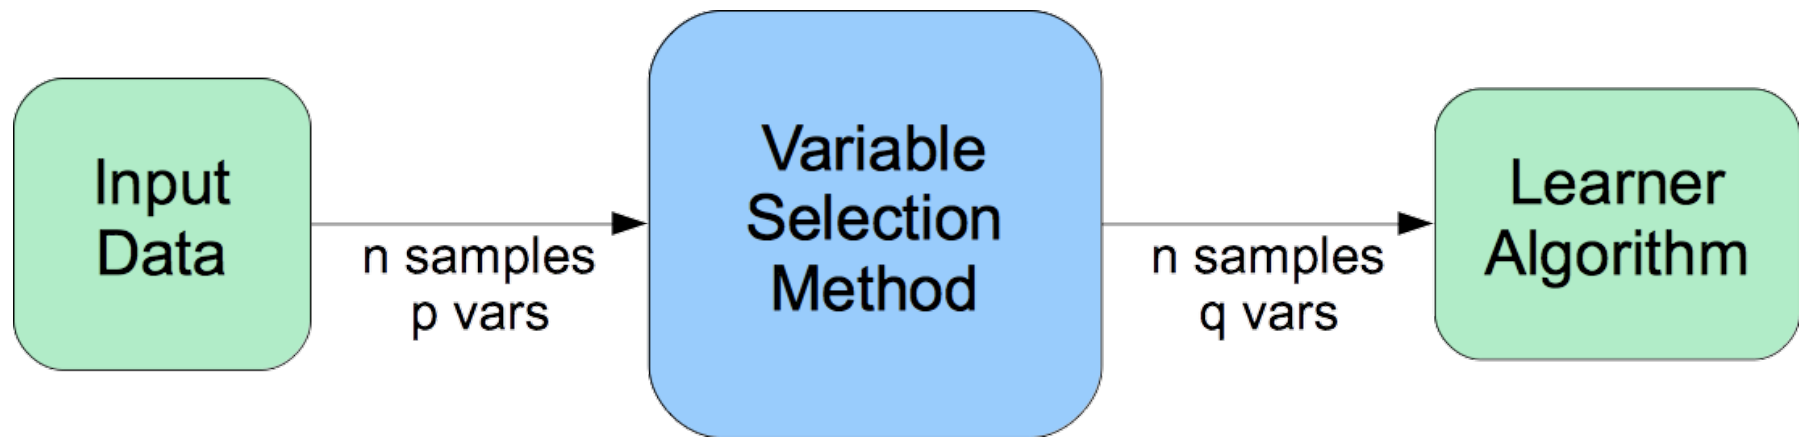 Input
Data
n samples
p vars
Variable
Selection
Method
n samples
q vars
Learner
Algorithm